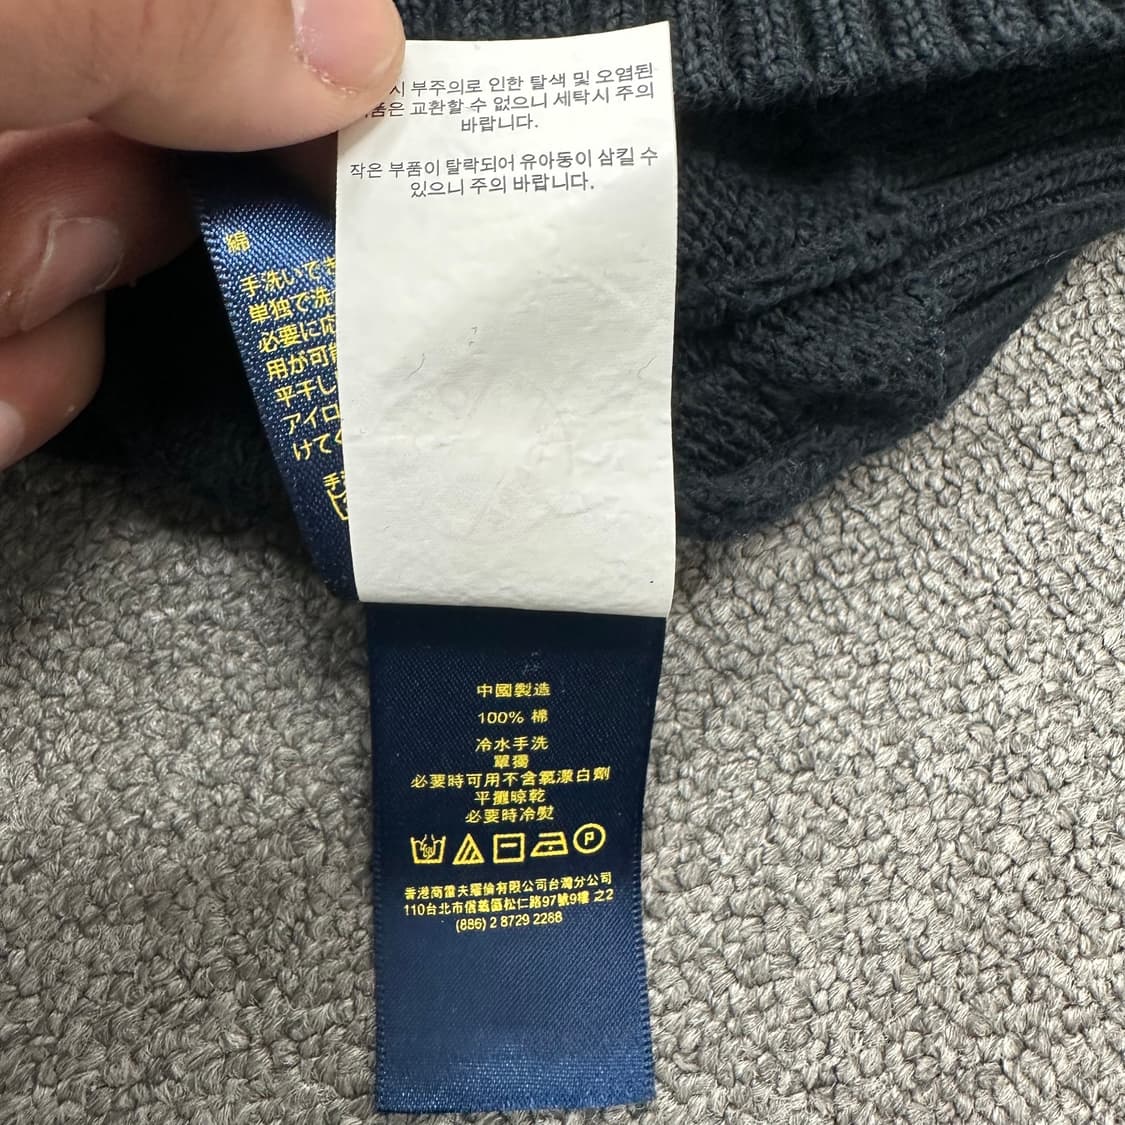 시 부주의로 인한 탈색 및 오염된
품은 교환할 수 없으니 세탁시 주의
바랍니다.
작은 부품이 탈락되어 유아동이 삼킬 수
있으니 주의 바랍니다.
綿
手洗いでき
単独で洗
必要に応
用が可能
平干し
アイロ
けてく
手
中國製造
100% 棉
冷水手洗
單獨
必要時可用不含氯漂白劑
平攤晾乾
必要時冷熨
P
香港商雷夫羅倫有限公司台灣分公司
110台北市信義區松仁路97號9樓 之2
(886) 2 8729 2288